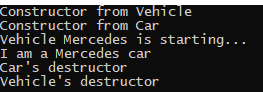 Constructor from Vehicle
Constructor from Car
Vehicle Mercedes is starting...
I am a Mercedes car
Car's destructor
Vehicle's destructor